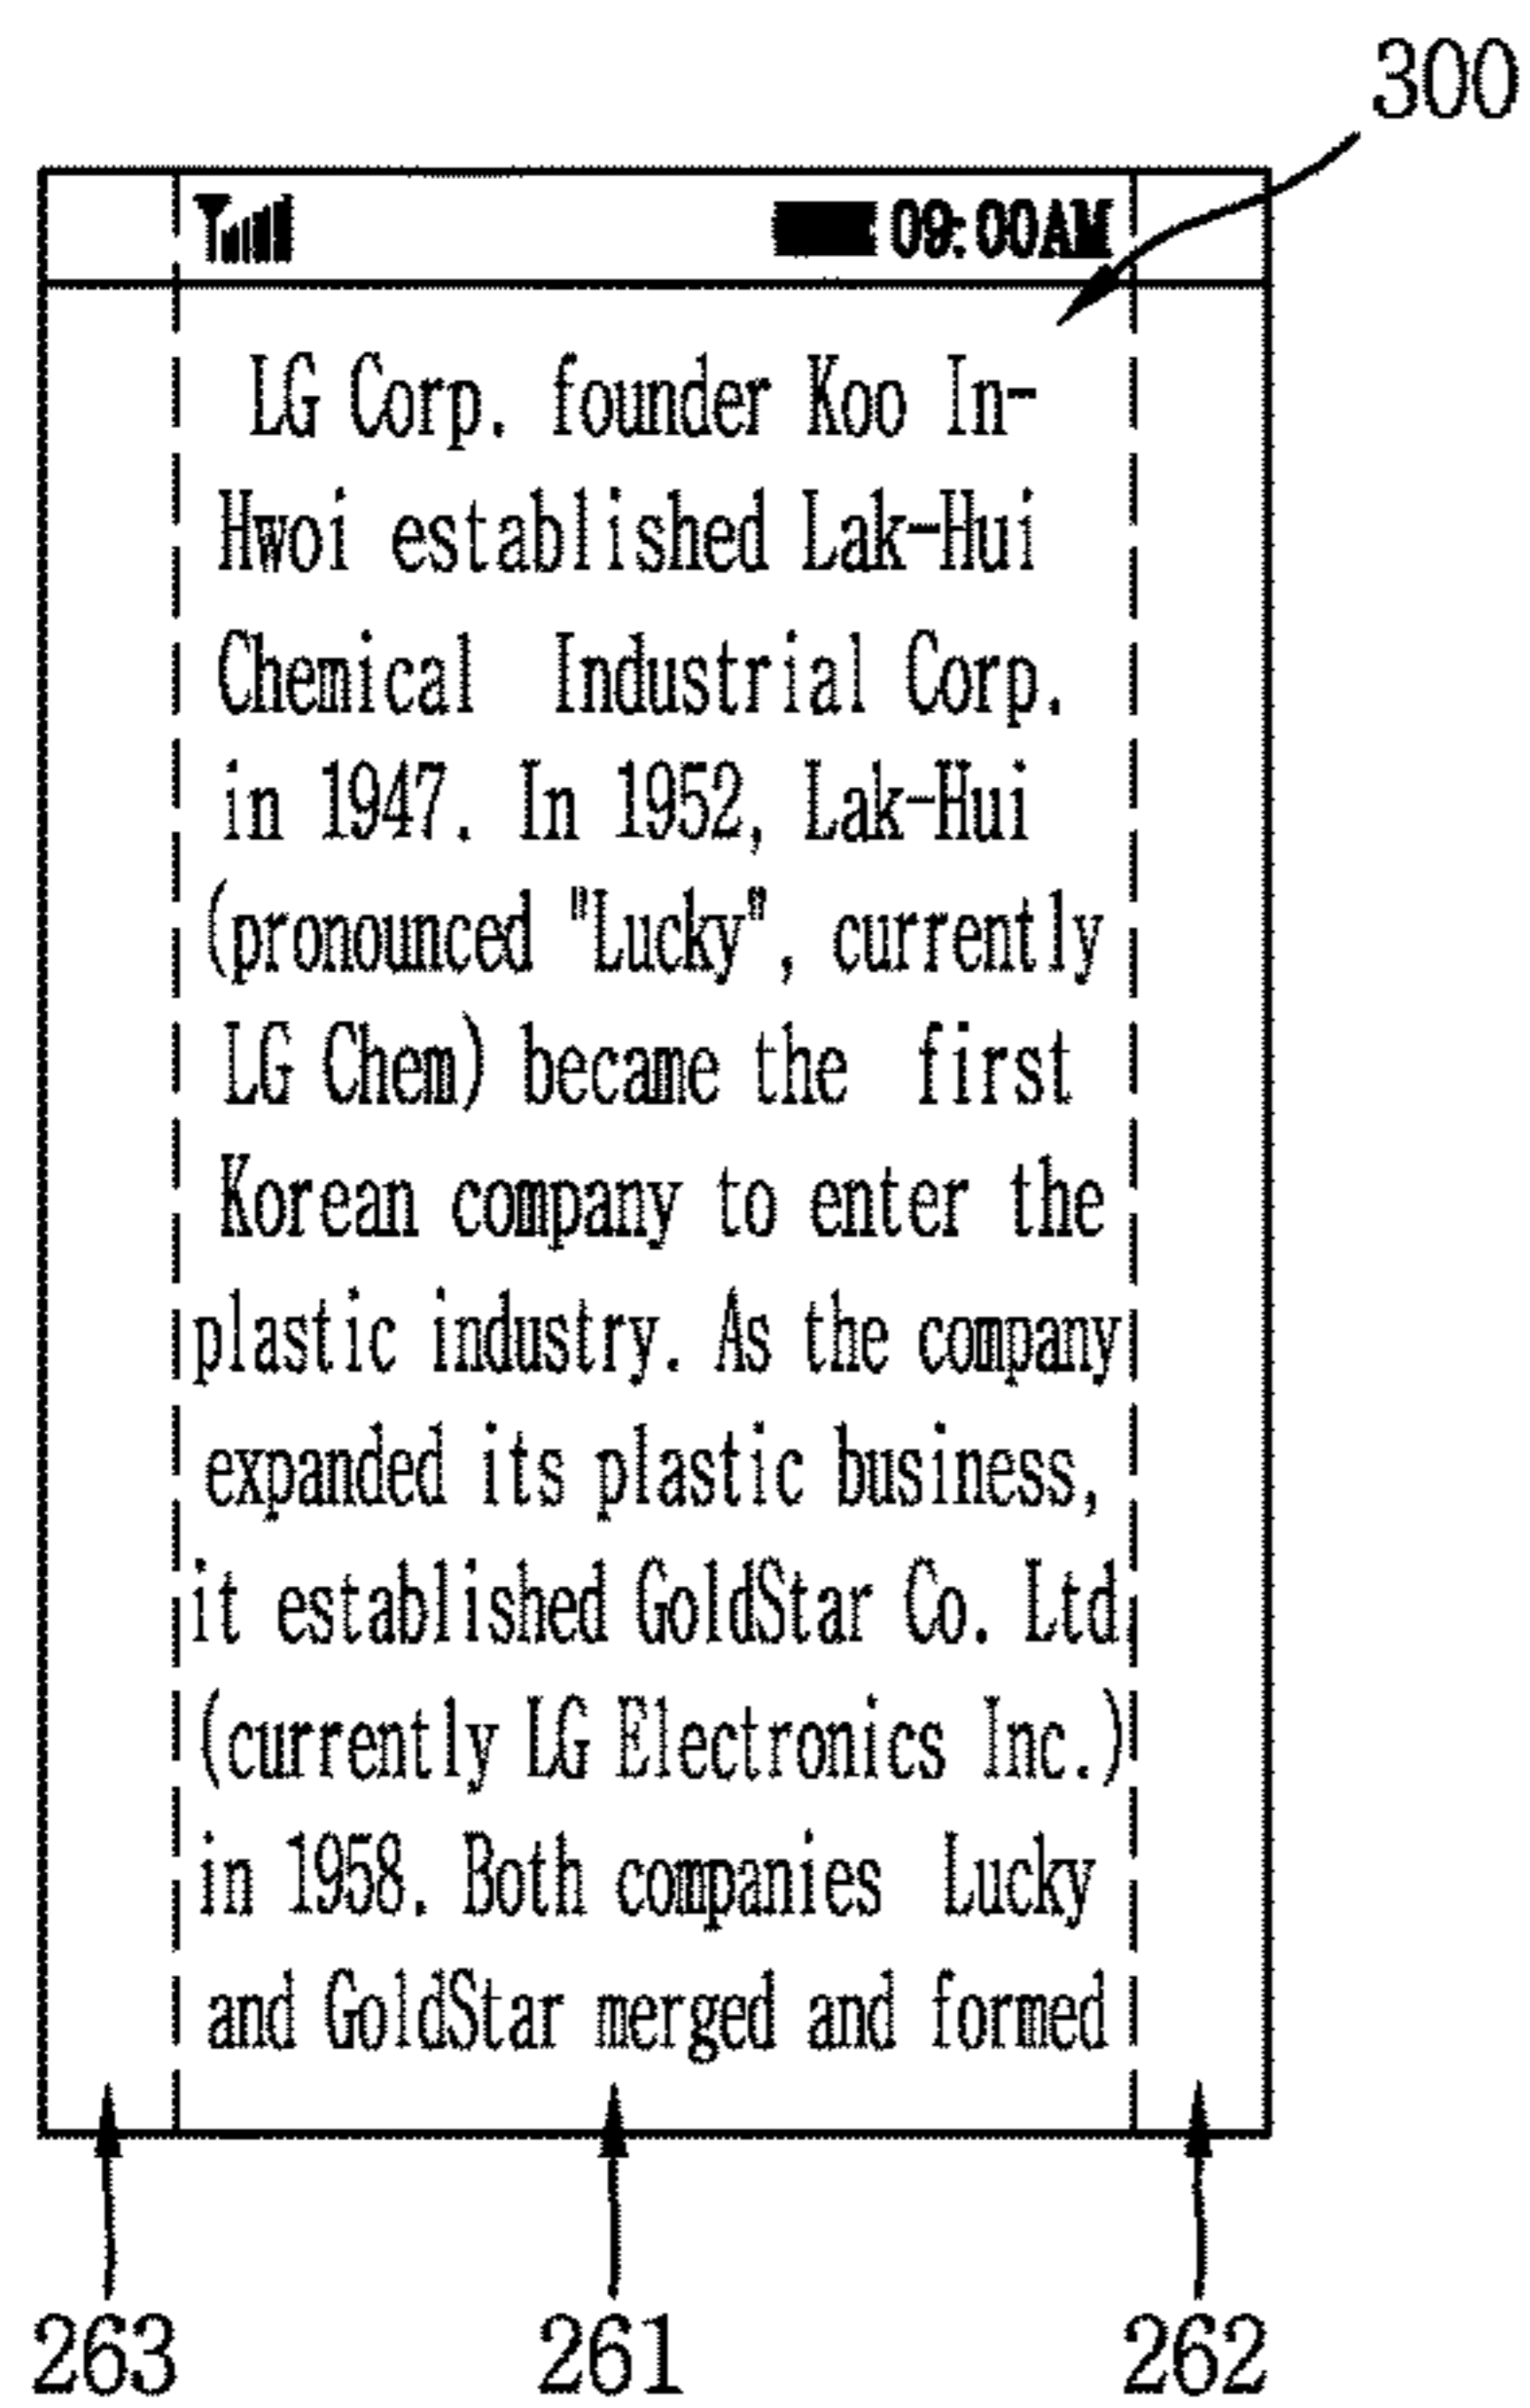 300
09:00AM
LG Corp. founder Koo In-
Hwoi established Lak-Hui
Chemical Industrial Corp.
in 1947. In 1952, Lak-Hui
(pronounced "Lucky", currently
LG Chem) became the first
Korean company to enter the
plastic industry. As the company
expanded its plastic business,
it established GoldStar Co. Ltd.
(currently LG Electronics Inc.)
in 1958. Both companies Lucky
and GoldStar merged and formed
263 261 262